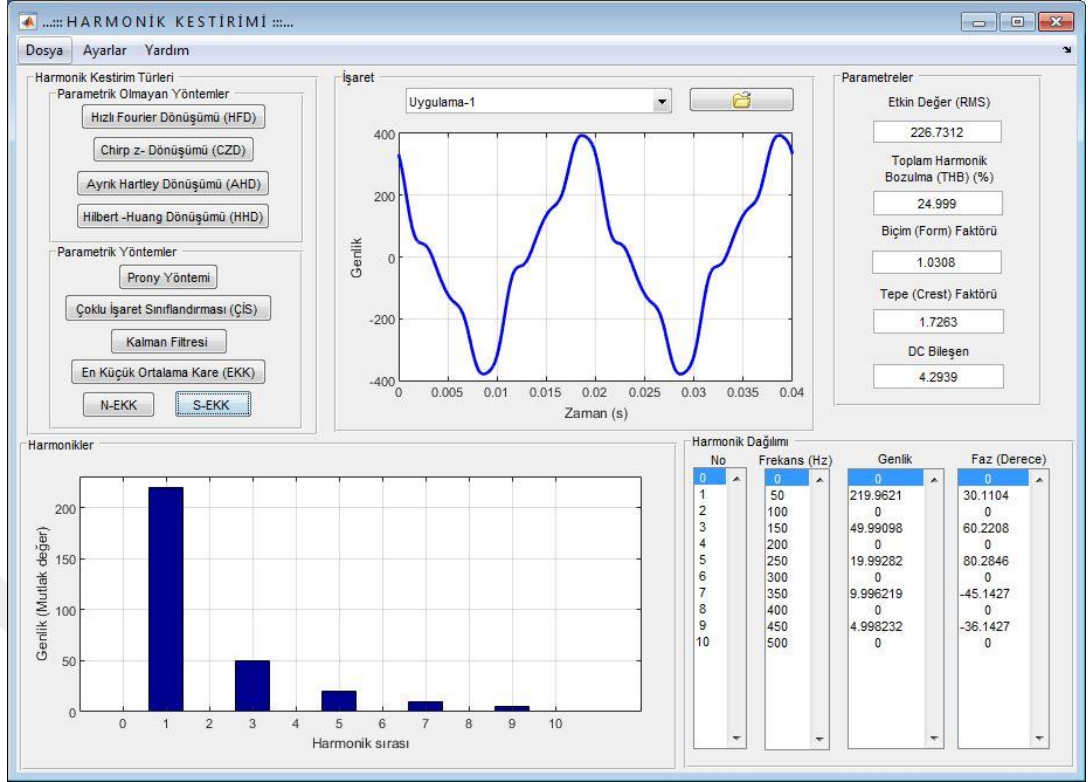 ...::: H A R M O N İ K   K E S T İ R İ M İ :::...
Dosya Ayarlar Yardım
Harmonik Kestirim Türleri
Parametrik Olmayan Yöntemler
Hızlı Fourier Dönüşümü (HFD)
Chirp z- Dönüşümü (CZD)
Ayrık Hartley Dönüşümü (AHD)
Hilbert -Huang Dönüşümü (HHD)
Parametrik Yöntemler
Prony Yöntemi
Çoklu İşaret Sınıflandırması (ÇİS)
Kalman Filtresi
En Küçük Ortalama Kare (EKK)
N-EKK S-EKK
İşaret
Uygulama-1
400
200
0
-200
-400
Genlik
0 0.005 0.01 0.015 0.02 0.025 0.03 0.035 0.04
Zaman (s)
Parametreler
Etkin Değer (RMS)
226.7312
Toplam Harmonik
Bozulma (THB) (%)
24.999
Biçim (Form) Faktörü
1.0308
Tepe (Crest) Faktörü
1.7263
DC Bileşen
4.2939
Harmonikler
200
150
100
50
0
Genlik (Mutlak değer)
0 1 2 3 4 5 6 7 8 9 10
Harmonik sırası
Harmonik Dağılımı
No Frekans (Hz) Genlik Faz (Derece)
0 0 0 0
1 50 219.9621 30.1104
2 100 0 0
3 150 49.99098 60.2208
4 200 0 0
5 250 19.99282 80.2846
6 300 0 0
7 350 9.996219 -45.1427
8 400 0 0
9 450 4.998232 -36.1427
10 500 0 0